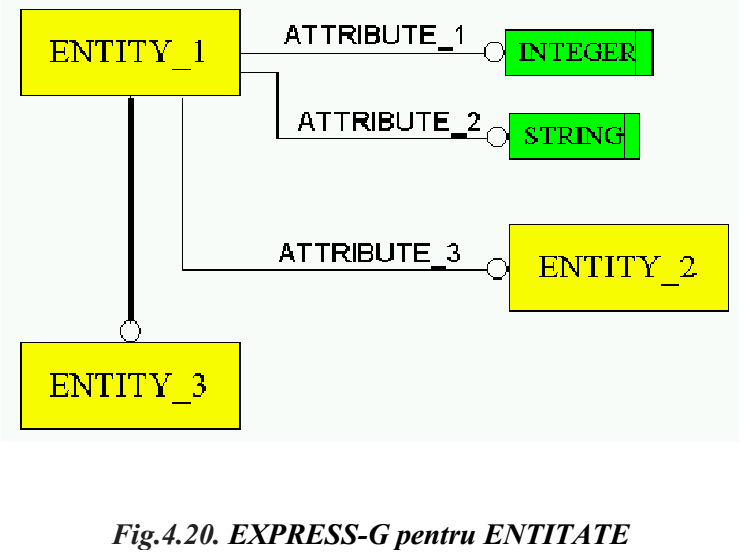 ENTITY_1
ATTRIBUTE_1
INTEGER
ATTRIBUTE_2
STRING
ATTRIBUTE_3
ENTITY_2
ENTITY_3
Fig.4.20. EXPRESS-G pentru ENTITATE